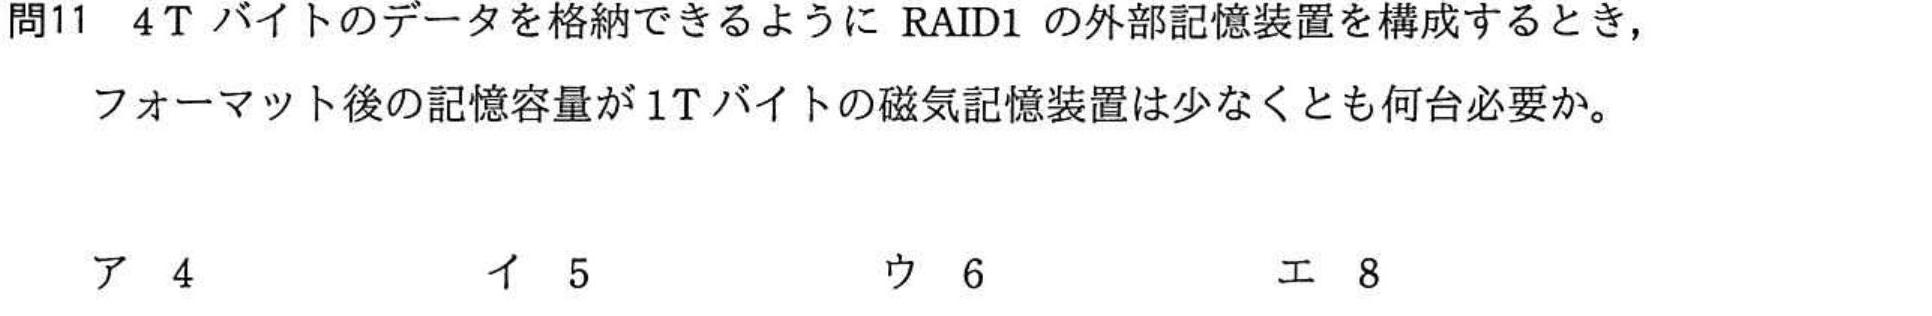 問11　4T バイトのデータを格納できるように RAID1 の外部記憶装置を構成するとき，
フォーマット後の記憶容量が1Tバイトの磁気記憶装置は少なくとも何台必要か。
ア　4　　イ　5　　ウ　6　　エ　8